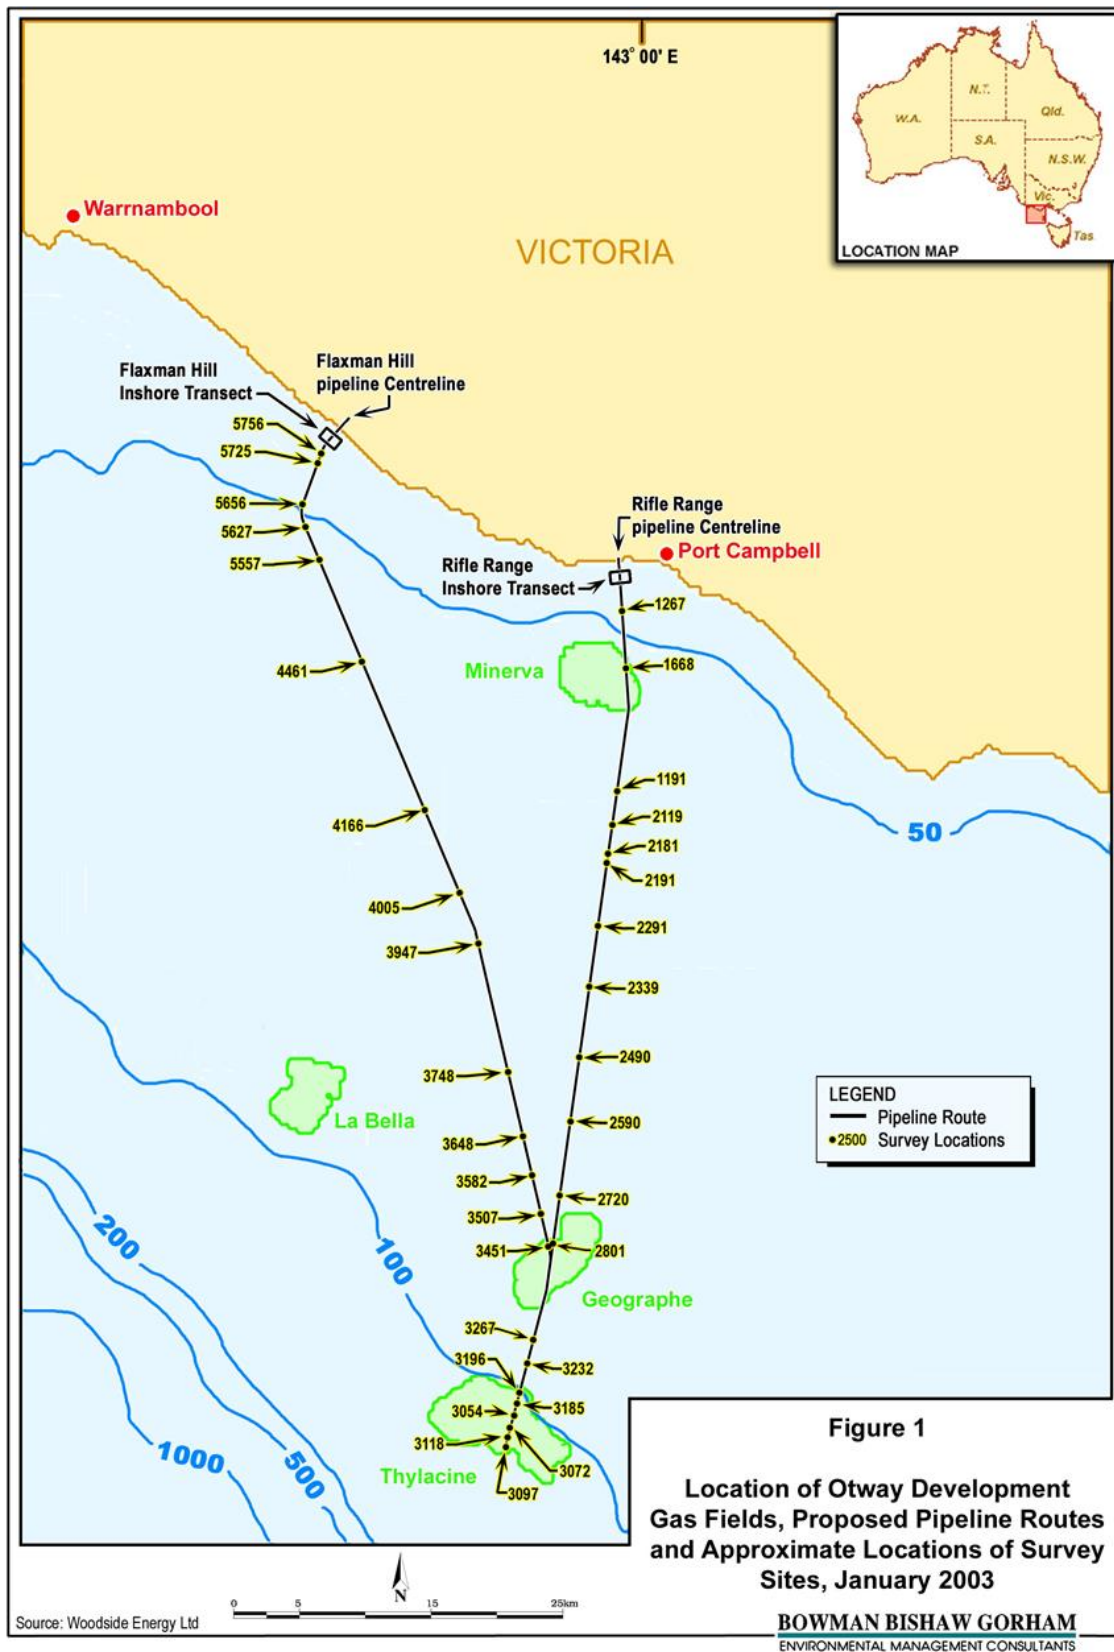 143° 00' E
W.A.
N.T.
Qld.
S.A.
N.S.W.
Vic.
Tas
LOCATION MAP
Warrnambool
VICTORIA
Flaxman Hill
Inshore Transect
Flaxman Hill
pipeline Centreline
5756
5725
5656
5627
5557
Rifle Range
pipeline Centreline
Port Campbell
Rifle Range
Inshore Transect
1267
1668
Minerva
4461
1191
2119
2181
2191
50
4166
4005
3947
2291
2339
2490
3748
La Bella
3648
3582
3507
3451
2590
2720
2801
Geographe
LEGEND
Pipeline Route
2500 Survey Locations
200
100
500
1000
3267
3196
3232
3185
3054
3118
3072
3097
Thylacine
Figure 1
Location of Otway Development
Gas Fields, Proposed Pipeline Routes
and Approximate Locations of Survey
Sites, January 2003
N
0 5 15 25km
Source: Woodside Energy Ltd
BOWMAN BISHAW GORHAM
ENVIRONMENTAL MANAGEMENT CONSULTANTS